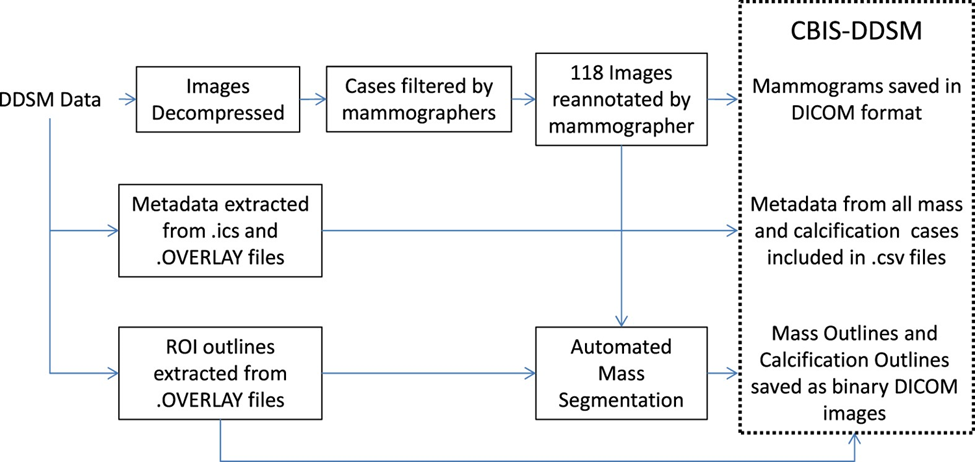 CBIS-DDSM
DDSM Data
Images
Decompressed
Cases filtered by
mammographers
118 Images
reannotated by
mammographer
Mammograms saved in
DICOM format
Metadata extracted
from .ics and
.OVERLAY files
Metadata from all mass
and calcification cases
included in .csv files
ROI outlines
extracted from
.OVERLAY files
Automated
Mass
Segmentation
Mass Outlines and
Calcification Outlines
saved as binary DICOM
images